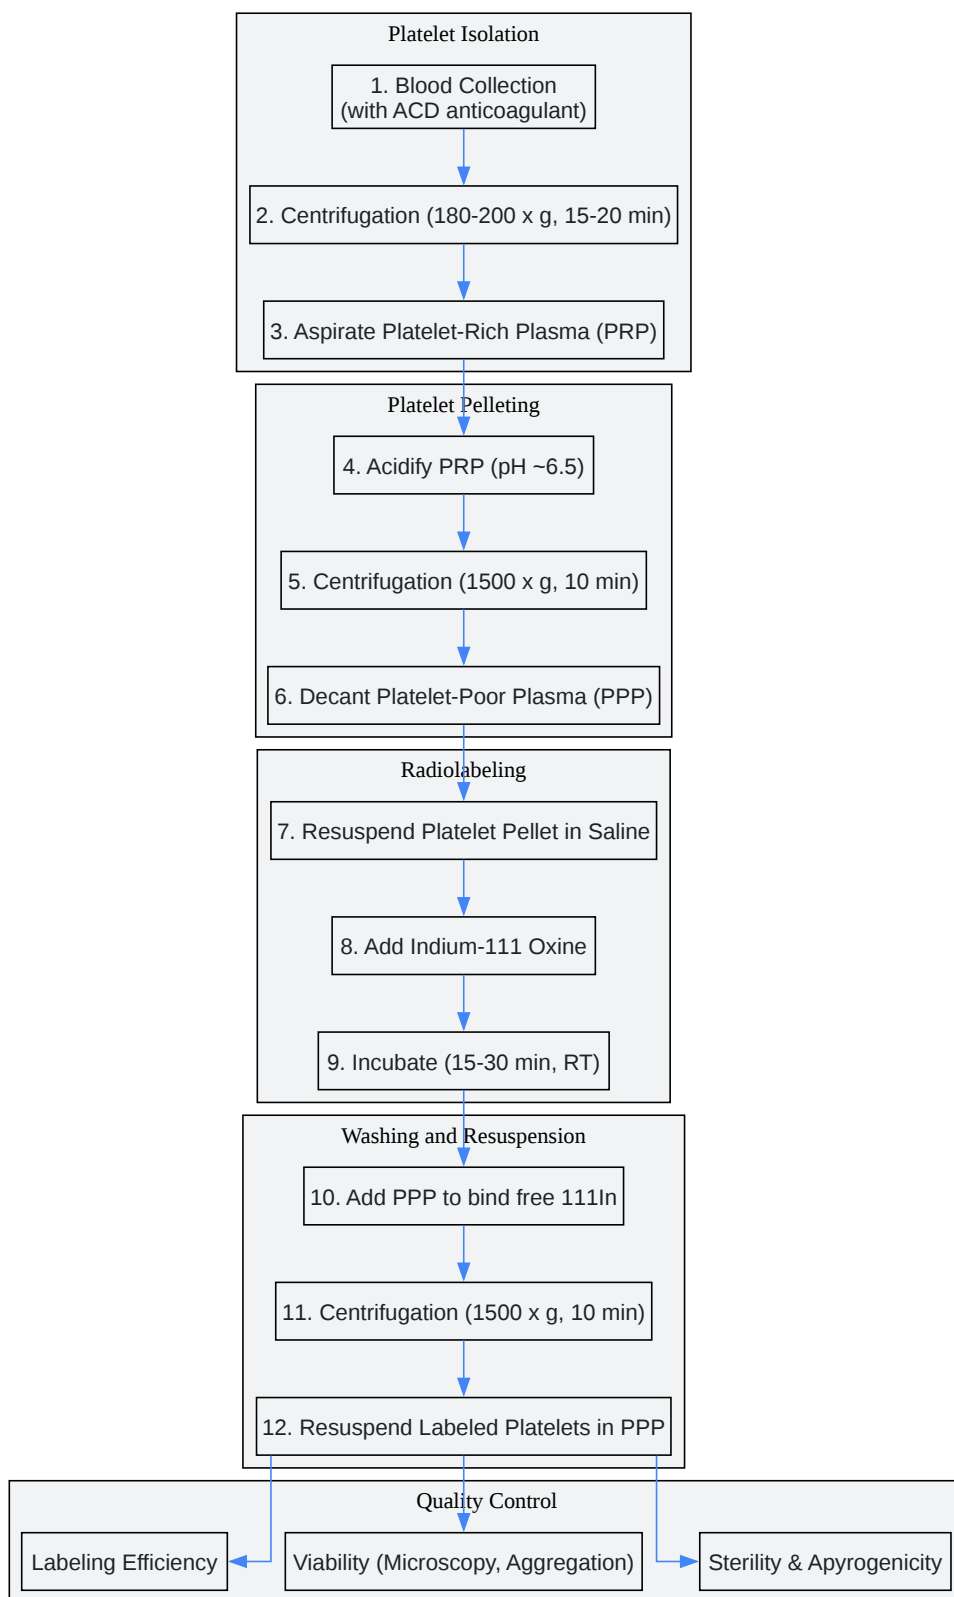 Platelet Isolation
1. Blood Collection
(with ACD anticoagulant)
2. Centrifugation (180-200 x g, 15-20 min)
3. Aspirate Platelet-Rich Plasma (PRP)
Platelet Pelleting
4. Acidify PRP (pH ~6.5)
5. Centrifugation (1500 x g, 10 min)
6. Decant Platelet-Poor Plasma (PPP)
Radiolabeling
7. Resuspend Platelet Pellet in Saline
8. Add Indium-111 Oxine
9. Incubate (15-30 min, RT)
Washing and Resuspension
10. Add PPP to bind free 111In
11. Centrifugation (1500 x g, 10 min)
12. Resuspend Labeled Platelets in PPP
Quality Control
Labeling Efficiency
Viability (Microscopy, Aggregation)
Sterility & Apyrogenicity